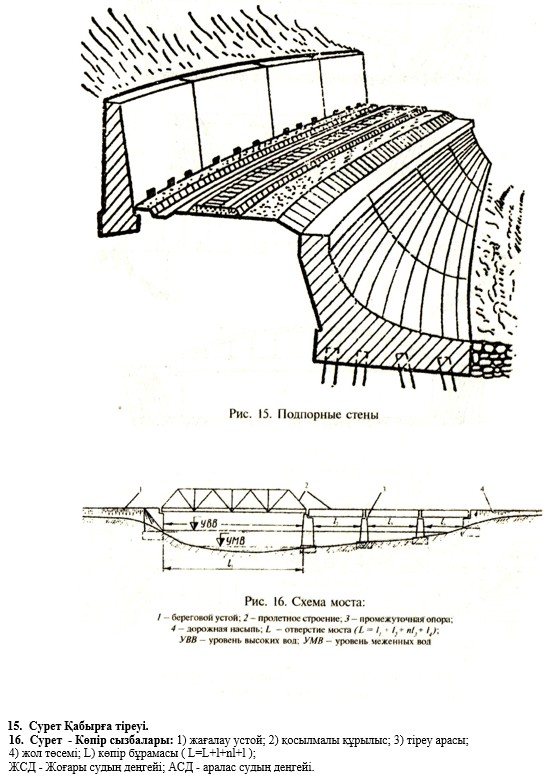 Рис. 15. Подпорные стены
1
2
3
4
УВВ
УМВ
L₁
L₁
L₁
L₁
Рис. 16. Схема моста:
1 – береговой устой; 2 – пролетное строение; 3 – промежуточная опора;
4 – дорожная насыпь; L – отверстие моста (L = l₁ + l₂ + nl₃ + l₄);
УВВ – уровень высоких вод; УМВ – уровень меженных вод
15. Сурет Қабырға тіреуі.
16. Сурет - Көпір сызбалары: 1) жағалау устой; 2) қосылмалы құрылыс; 3) тіреу арасы;
4) жол төсемі; L) көпір бұрамасы ( L=L+l+nl+l );
ЖСД - Жоғары судың деңгейі; АСД - аралас судың деңгейі.